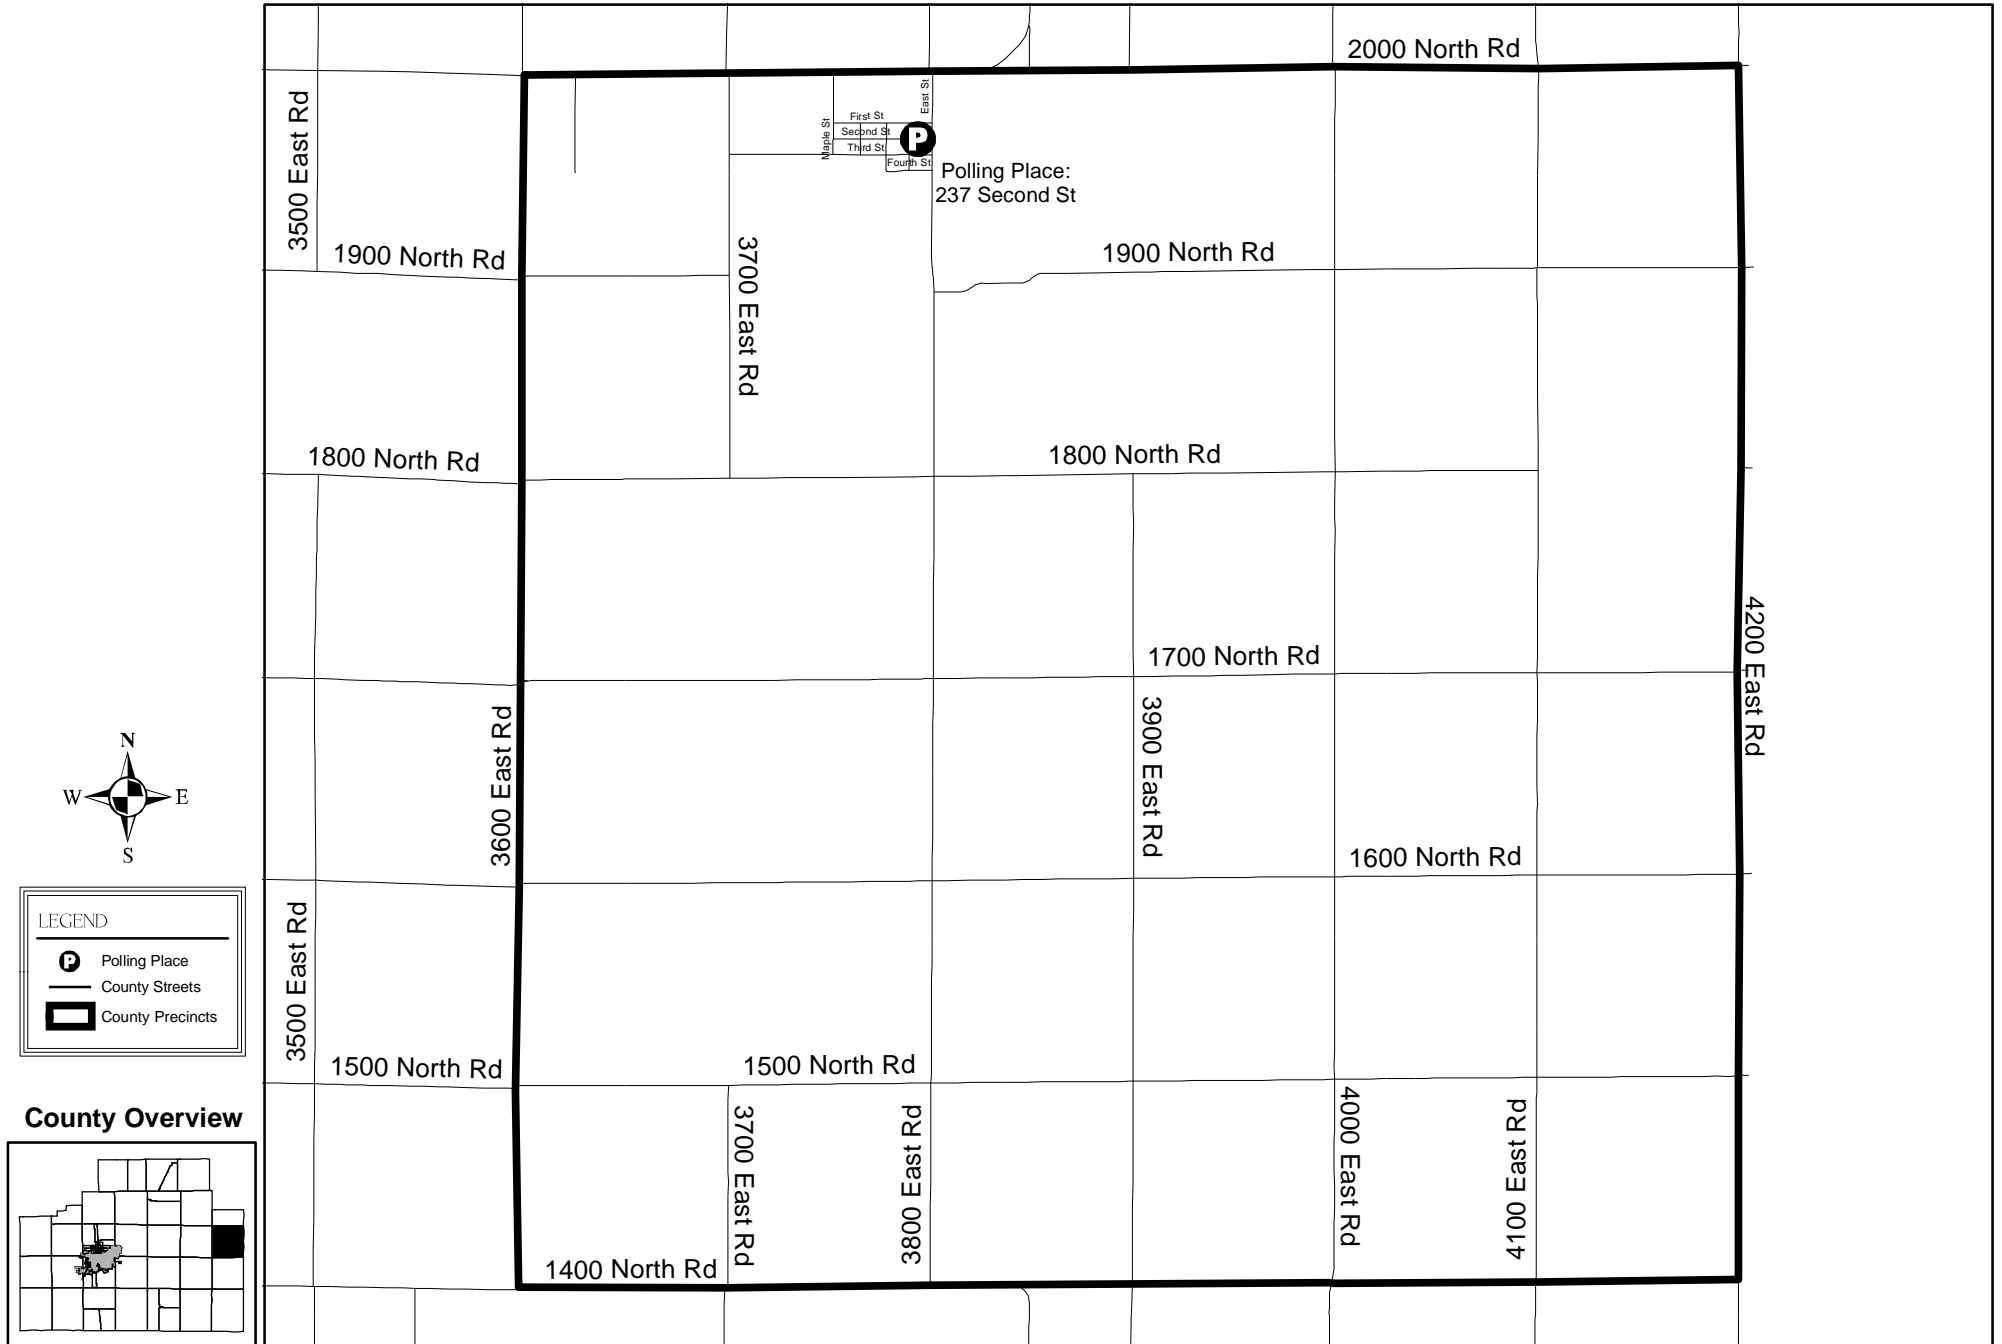 2000 North Rd
3500 East Rd
East St
First St
Maple St
Second St
Third St
Fourth St
P
Polling Place:
237 Second St
1900 North Rd
3700 East Rd
1900 North Rd
1800 North Rd
1800 North Rd
4200 East Rd
1700 North Rd
3600 East Rd
3900 East Rd
N
W
E
S
1600 North Rd
LEGEND
P
Polling Place
County Streets
County Precincts
3500 East Rd
1500 North Rd
1500 North Rd
County Overview
3700 East Rd
3800 East Rd
4000 East Rd
4100 East Rd
1400 North Rd